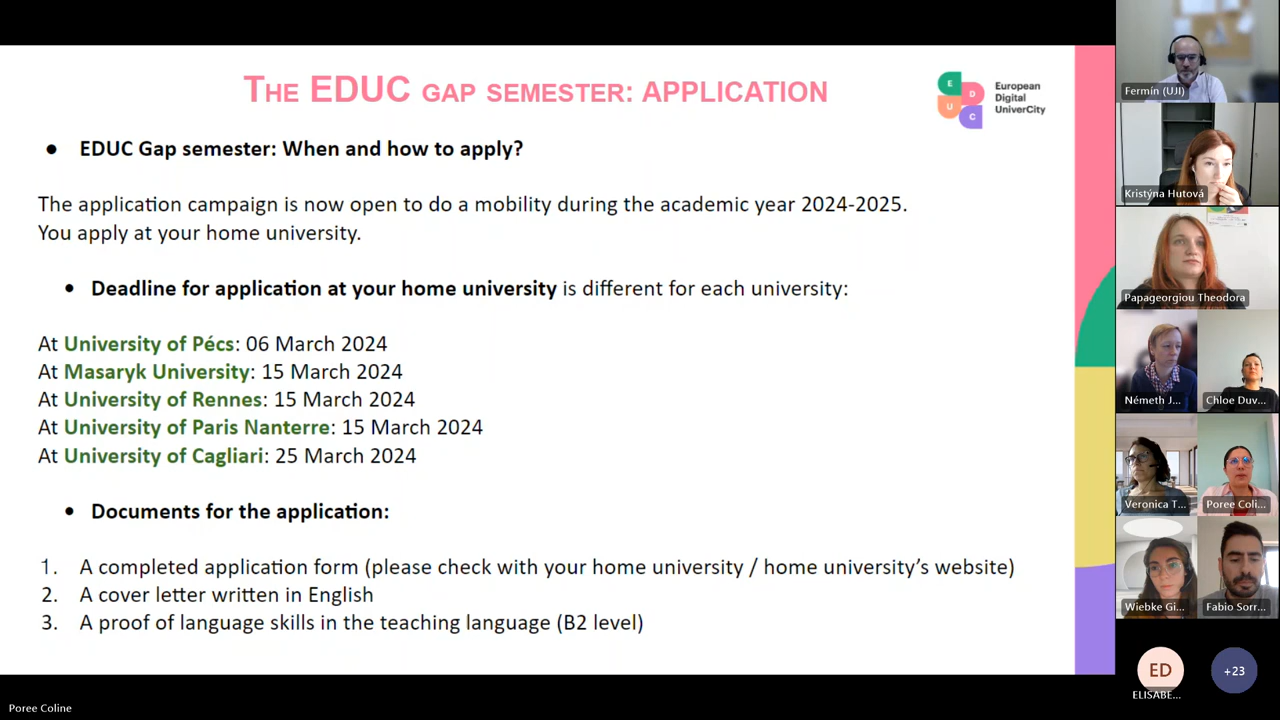 THE EDUC GAP SEMESTER: APPLICATION
E
D
U
C
European
Digital
UniverCity
● EDUC Gap semester: When and how to apply?
The application campaign is now open to do a mobility during the academic year 2024-2025.
You apply at your home university.
• Deadline for application at your home university is different for each university:
At University of Pécs: 06 March 2024
At Masaryk University: 15 March 2024
At University of Rennes: 15 March 2024
At University of Paris Nanterre: 15 March 2024
At University of Cagliari: 25 March 2024
• Documents for the application:
1. A completed application form (please check with your home university / home university's website)
2. A cover letter written in English
3. A proof of language skills in the teaching language (B2 level)
Fermín (UJI)
Kristýna Hutová
Papageorgiou Theodora
Németh J...
Chloe Duv...
Veronica T...
Poree Coli...
Wiebke Gi...
Fabio Sorr...
ED
+23
ELISABE...
Poree Coline